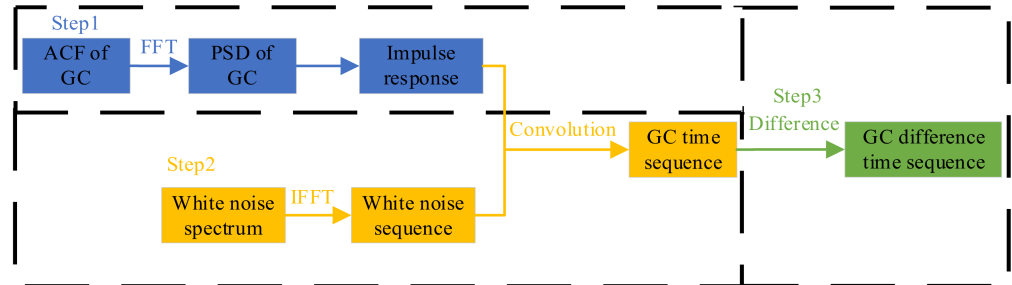 Step1
ACF of
GC
FFT
PSD of
GC
Impulse
response
Step2
White noise
spectrum
IFFT
White noise
sequence
Convolution
GC time
sequence
Step3
Difference
GC difference
time sequence